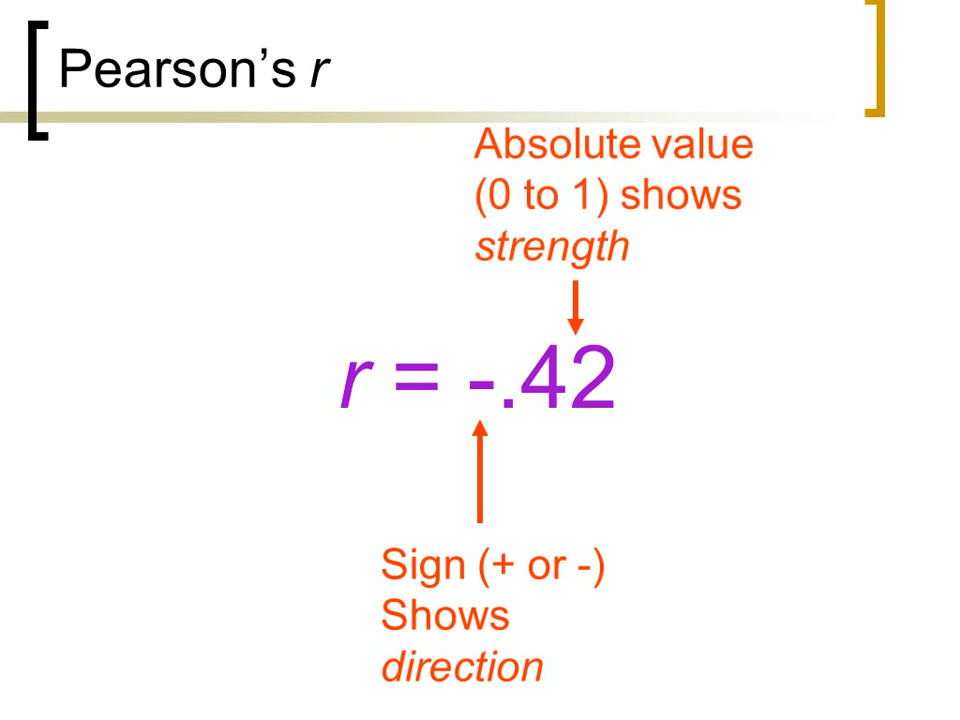 Pearson’s r
Absolute value
(0 to 1) shows
strength
r = -.42
Sign (+ or -)
Shows
direction